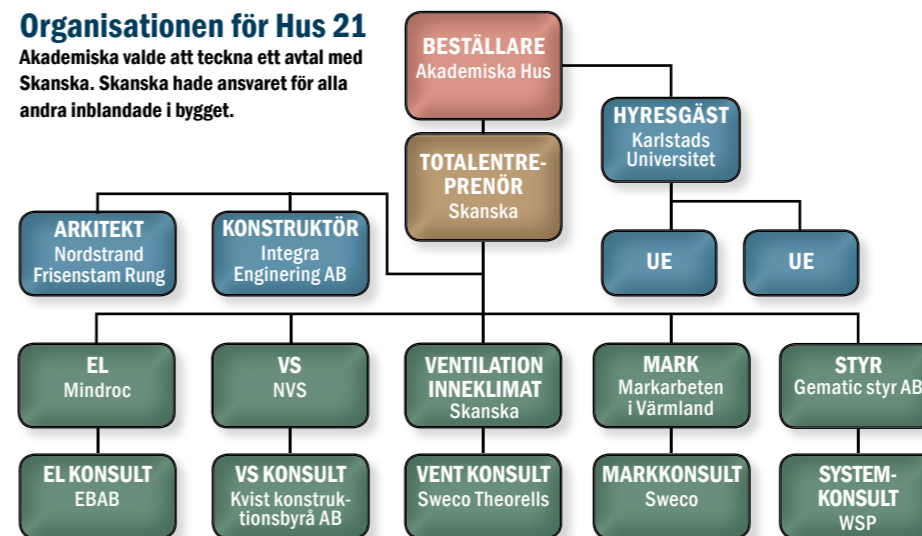 Organisationen för Hus 21
Akademiska valde att teckna ett avtal med
Skanska. Skanska hade ansvaret för alla
andra inblandade i bygget.
BESTÄLLARE
Akademiska Hus
HYRESGÄST
Karlstads
Universitet
TOTALENTRE-
PRENÖR
Skanska
ARKITEKT
Nordstrand
Frisenstam Rung
KONSTRUKTÖR
Integra
Enginering AB
UE
UE
EL
Mindroc
VS
NVS
VENTILATION
INNEKLIMAT
Skanska
MARK
Markarbeten
i Värmland
STYR
Gematic styr AB
EL KONSULT
EBAB
VS KONSULT
Kvist konstruk-
tionsbyrå AB
VENT KONSULT
Sweco Theorells
MARKKONSULT
Sweco
SYSTEM-
KONSULT
WSP